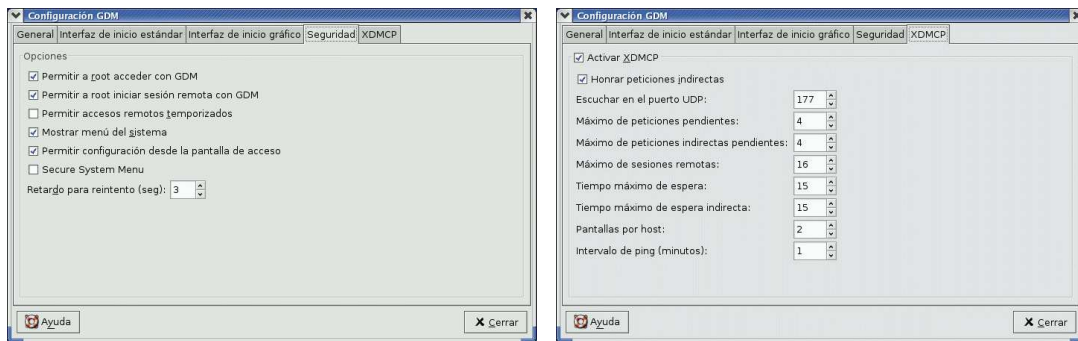 Configuración GDM
General Interfaz de inicio estándar Interfaz de inicio gráfico Seguridad XDMCP
Opciones
Permitir a root acceder con GDM
Permitir a root iniciar sesión remota con GDM
Permitir accesos remotos temporizados
Mostrar menú del sistema
Permitir configuración desde la pantalla de acceso
Secure System Menu
Retardo para reintento (seg): 3
Ayuda
Cerrar
Configuración GDM
General Interfaz de inicio estándar Interfaz de inicio gráfico Seguridad XDMCP
Activar XDMCP
Honrar peticiones indirectas
Escuchar en el puerto UDP: 177
Máximo de peticiones pendientes: 4
Máximo de peticiones indirectas pendientes: 4
Máximo de sesiones remotas: 16
Tiempo máximo de espera: 15
Tiempo máximo de espera indirecta: 15
Pantallas por host: 2
Intervalo de ping (minutos): 1
Ayuda
Cerrar